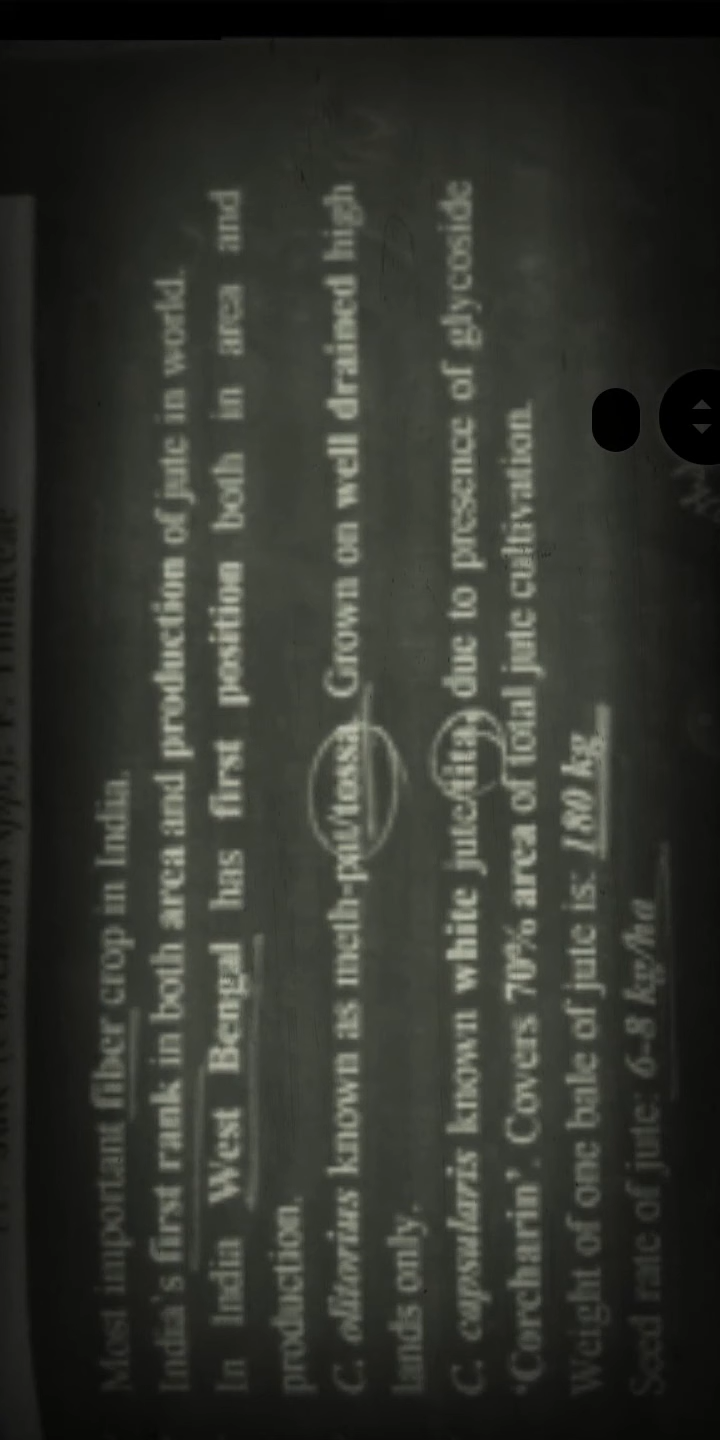 Most important fiber crop in India.
India's first rank in both area and production of jute in world.
In India West Bengal has first position both in area and
production.
C. olitorius known as meth-pat/tossa. Grown on well drained high
lands only.
C. capsularis known white jute/tita, due to presence of glycoside
'Corcharin'. Covers 70% area of total jute cultivation.
Weight of one bale of jute is: 180 kg
Seed rate of jute: 6-8 kg/ha